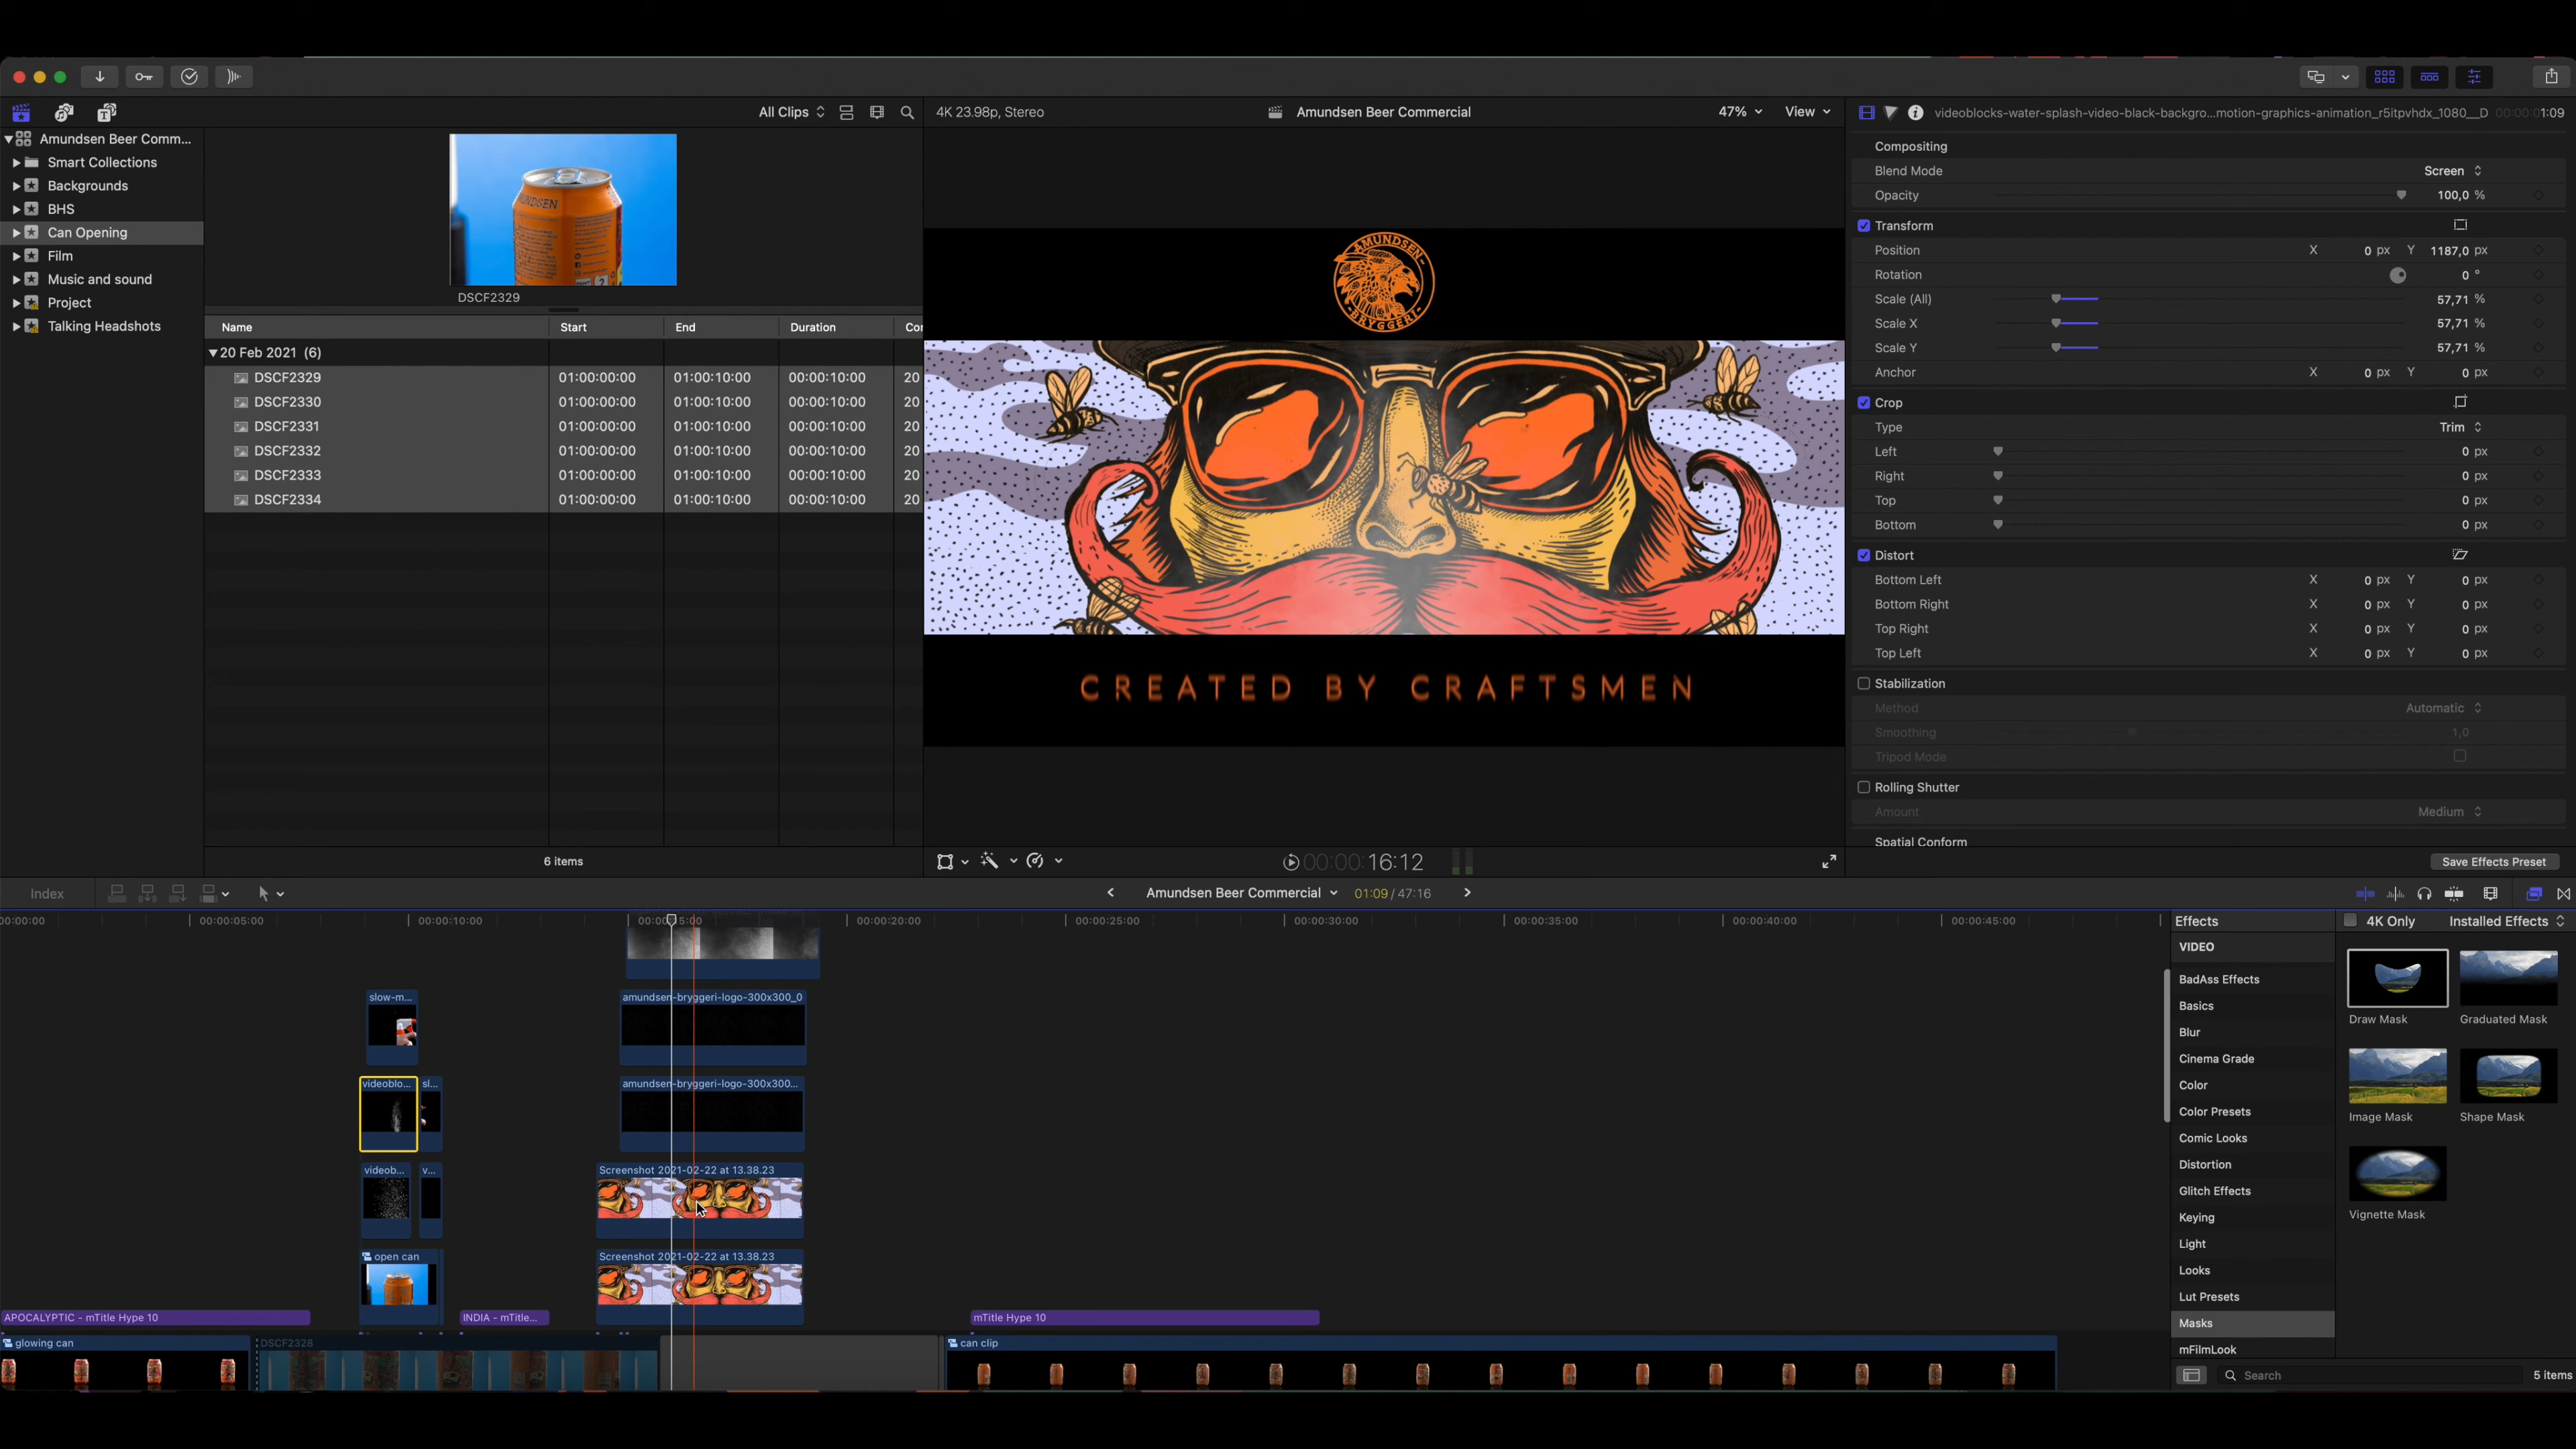 All Clips
4K 23.98p, Stereo
Amundsen Beer Commercial
47%
View
videoblocks-water-splash-video-black-backgro...motion-graphics-animation_r5itpvhdx_1080__D
00:00:01:09
Amundsen Beer Comm...
Smart Collections
Backgrounds
BHS
Can Opening
Film
Music and sound
Project
Talking Headshots
DSCF2329
Name Start End Duration Cor
20 Feb 2021 (6)
DSCF2329 01:00:00:00 01:00:10:00 00:00:10:00 20
DSCF2330 01:00:00:00 01:00:10:00 00:00:10:00 20
DSCF2331 01:00:00:00 01:00:10:00 00:00:10:00 20
DSCF2332 01:00:00:00 01:00:10:00 00:00:10:00 20
DSCF2333 01:00:00:00 01:00:10:00 00:00:10:00 20
DSCF2334 01:00:00:00 01:00:10:00 00:00:10:00 20
6 items
AMUNDSEN
BRYGGERI
CREATED BY CRAFTSMEN
00:00:16:12
Compositing
Blend Mode Screen
Opacity 100,0 %
Transform
Position X 0 px Y 1187,0 px
Rotation 0 °
Scale (All) 57,71 %
Scale X 57,71 %
Scale Y 57,71 %
Anchor X 0 px Y 0 px
Crop
Type Trim
Left 0 px
Right 0 px
Top 0 px
Bottom 0 px
Distort
Bottom Left X 0 px Y 0 px
Bottom Right X 0 px Y 0 px
Top Right X 0 px Y 0 px
Top Left X 0 px Y 0 px
Stabilization
Method Automatic
Smoothing 1,0
Tripod Mode
Rolling Shutter
Amount Medium
Spatial Conform
Save Effects Preset
Index
Amundsen Beer Commercial 01:09 / 47:16
00:00:00 00:00:05:00 00:00:10:00 00:00:15:00 00:00:20:00 00:00:25:00 00:00:30:00 00:00:35:00 00:00:40:00 00:00:45:00
slow-m...
amundsen-bryggeri-logo-300x300_0
videoblo...
sl...
amundsen-bryggeri-logo-300x300...
videob...
v...
Screenshot 2021-02-22 at 13.38.23
open can
Screenshot 2021-02-22 at 13.38.23
APOCALYPTIC - mTitle Hype 10
INDIA - mTitle...
mTitle Hype 10
glowing can
DSCF2328
can clip
Effects
4K Only
Installed Effects
VIDEO
BadAss Effects
Basics
Blur
Cinema Grade
Color
Color Presets
Comic Looks
Distortion
Glitch Effects
Keying
Light
Looks
Lut Presets
Masks
mFilmLook
Draw Mask
Graduated Mask
Image Mask
Shape Mask
Vignette Mask
Search
5 items